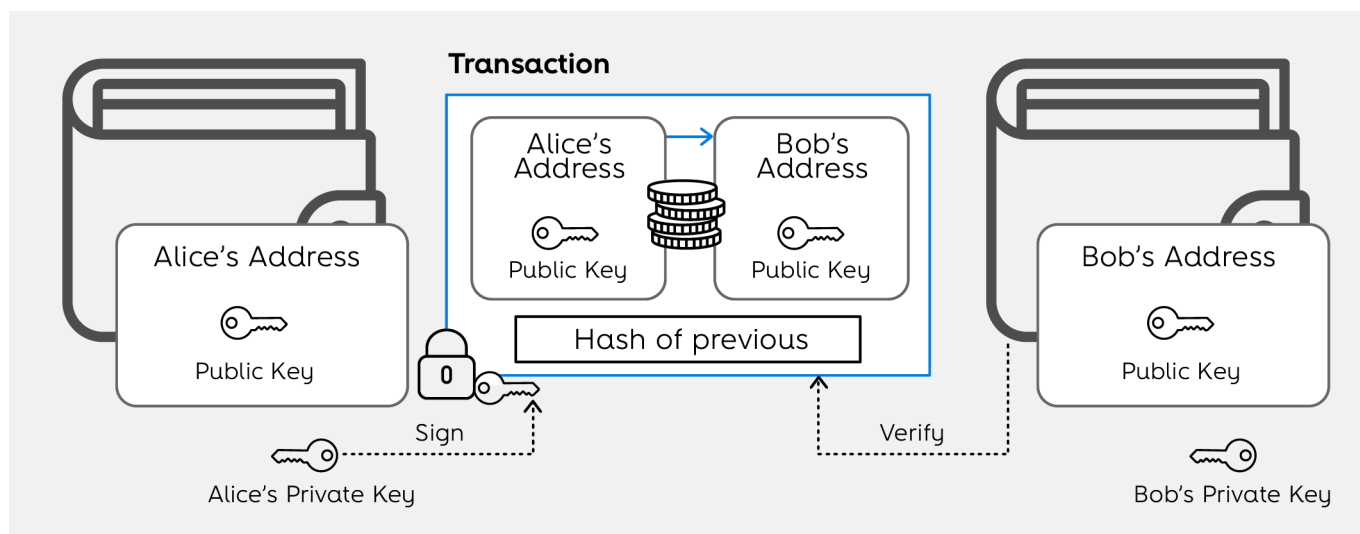 Transaction
Alice's
Address
Public Key
Bob's
Address
Public Key
Hash of previous
Alice's Address
Public Key
Bob's Address
Public Key
0
Sign
Verify
Alice's Private Key
Bob's Private Key